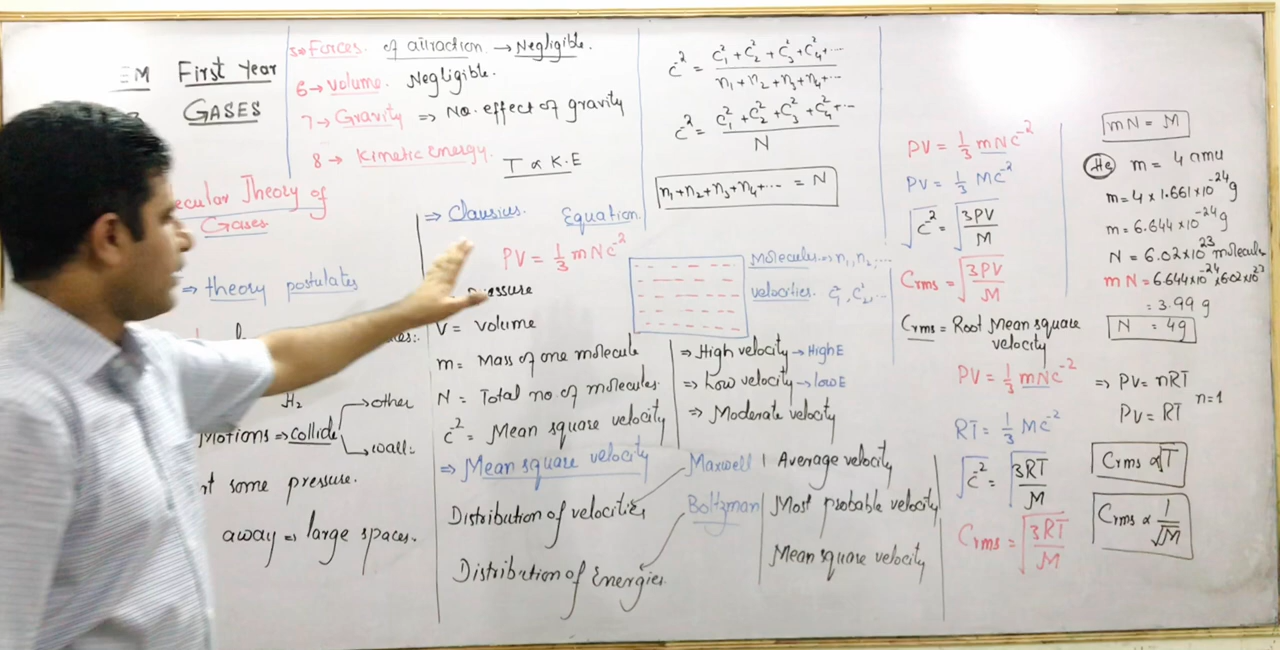 EM First Year
GASES
ecular Theory of
Gases
⇒ theory postulates
H₂
→ other
Motions ⇒ collide
→ wall:
some pressure.
away ⇒ large spaces.
5→ Forces of attraction → Negligible.
6→ volume. Negligible.
7→ Gravity ⇒ No effect of gravity
8→ Kinetic energy.
T ∝ K.E
⇒ Clausius. Equation.
PV = 1/3 mNc̄²
essure
V = volume
m = Mass of one molecule
N = Total no. of molecules.
c̄² = Mean square velocity
⇒ Mean square velocity
Distribution of velocities
Distribution of Energies.
c̄² = (c₁² + c₂² + c₃² + c₄² + ...) / (n₁ + n₂ + n₃ + n₄ + ...)
c̄² = (c₁² + c₂² + c₃² + c₄² + ...) / N
n₁ + n₂ + n₃ + n₄ + ... = N
Molecules → n₁, n₂, ...
velocities. c₁, c₂, ...
⇒ High velocity → High E
⇒ Low velocity → low E
⇒ Moderate velocity
Maxwell
Boltzman
Average velocity
Most probable velocity
Mean square velocity
PV = 1/3 mNc̄²
PV = 1/3 Mc̄²
√c̄² = √(3PV/M)
Crms = √(3PV/M)
Crms = Root Mean square
velocity
PV = 1/3 mNc̄²
RT = 1/3 Mc̄²
√c̄² = √(3RT/M)
Crms = √(3RT/M)
mN = M
He m = 4 amu
m = 4 × 1.661×10⁻²⁴ g
m = 6.644 × 10⁻²⁴ g
N = 6.02×10²³ molecules
mN = 6.644×10⁻²⁴ × 6.02×10²³
= 3.99 g
N = 4g
⇒ PV = nRT
PV = RT n=1
Crms ∝ √T
Crms ∝ 1/√M